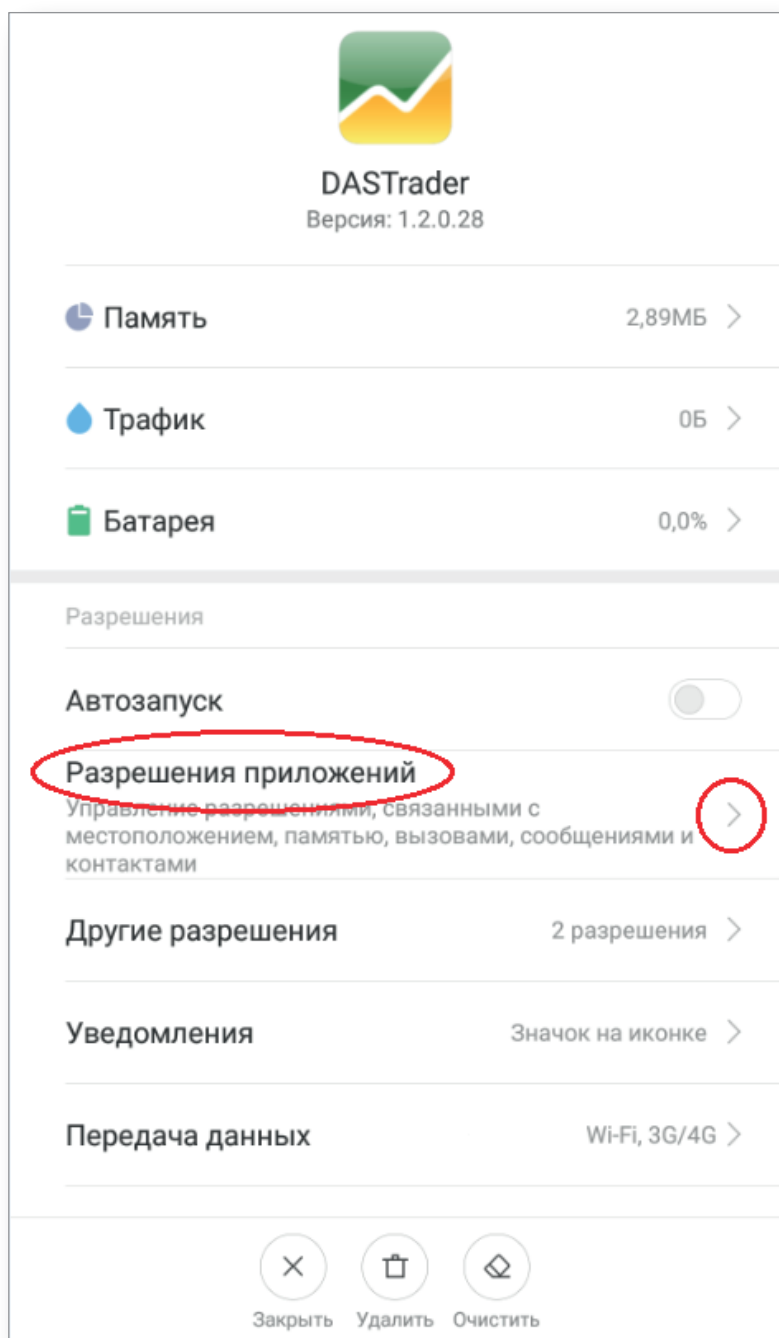 DASTrader
Версия: 1.2.0.28
Память 2,89МБ
Трафик 0Б
Батарея 0,0%
Разрешения
Автозапуск
Разрешения приложений
Управление разрешениями, связанными с
местоположением, памятью, вызовами, сообщениями и
контактами
Другие разрешения 2 разрешения
Уведомления Значок на иконке
Передача данных Wi-Fi, 3G/4G
Закрыть Удалить Очистить